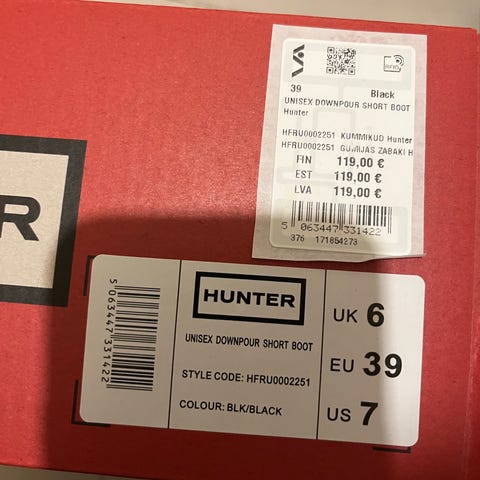 39 Black
UNISEX DOWNPOUR SHORT BOOT
Hunter
HFRU0002251 KUMMIKUD Hunter
HFRU0002251 GUMIJAS ZABAKI H
FIN 119,00 €
EST 119,00 €
LVA 119,00 €
5 063447 331422
376 171854273
R
5 063447 331422
HUNTER
UNISEX DOWNPOUR SHORT BOOT
STYLE CODE: HFRU0002251
COLOUR: BLK/BLACK
UK 6
EU 39
US 7